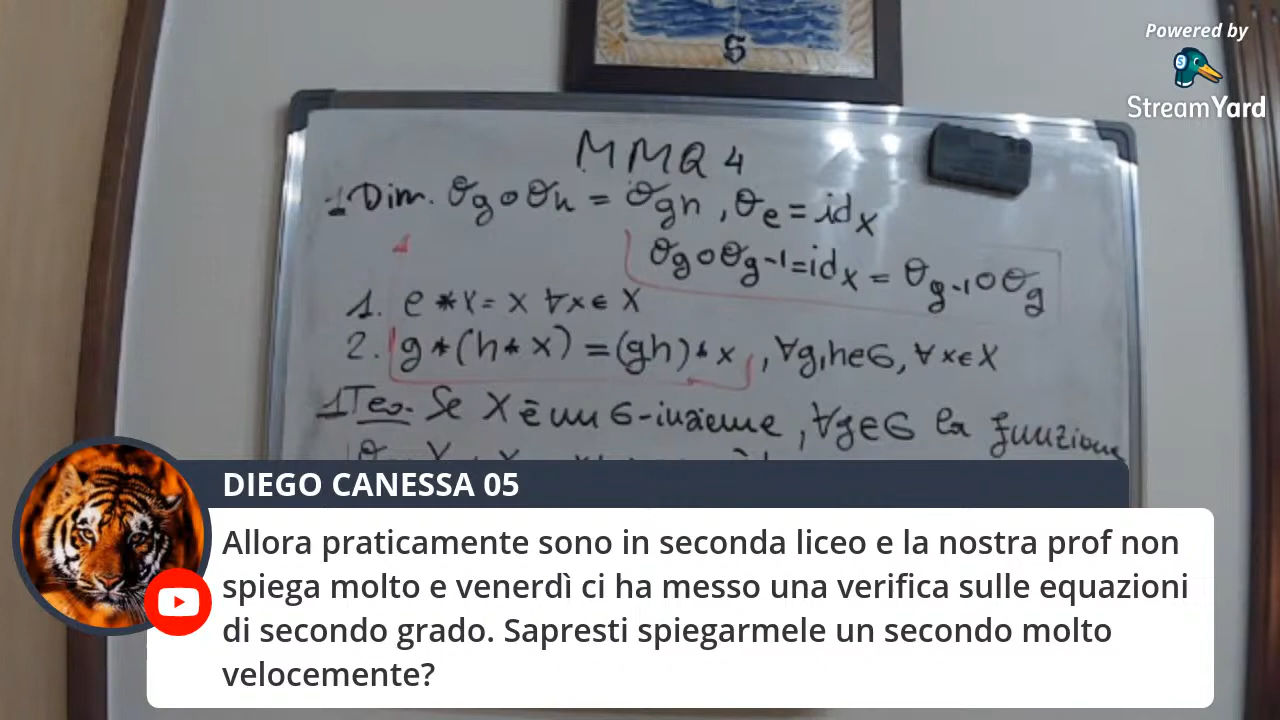 Powered by
StreamYard
S
MMQ 4
1 Dim. θg∘θh = θgh , θe = idX
θg∘θg-1 = idX = θg-1∘θg
1. e * x = x ∀x∈X
2. g*(h*x) = (gh)*x , ∀g,h∈G, ∀x∈X
1 Teo. Se X è un G-insieme, ∀g∈G la funzione
DIEGO CANESSA 05
Allora praticamente sono in seconda liceo e la nostra prof non
spiega molto e venerdì ci ha messo una verifica sulle equazioni
di secondo grado. Sapresti spiegarmele un secondo molto
velocemente?